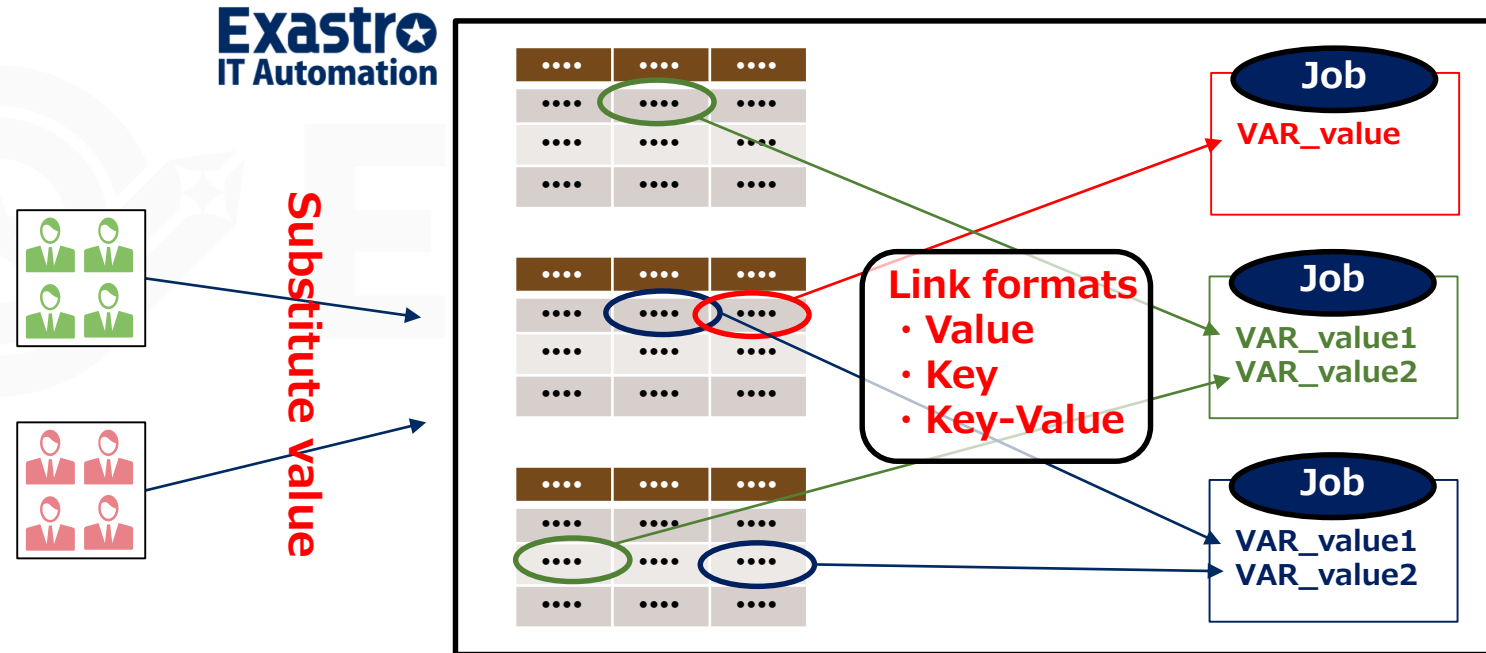 Exastro
IT Automation
Substitute value
•••• •••• ••••
•••• •••• ••••
•••• •••• ••••
•••• •••• ••••
•••• •••• ••••
•••• •••• ••••
•••• •••• ••••
•••• •••• ••••
•••• •••• ••••
•••• •••• ••••
•••• •••• ••••
•••• •••• ••••
Link formats
・Value
・Key
・Key-Value
Job
VAR_value
Job
VAR_value1
VAR_value2
Job
VAR_value1
VAR_value2